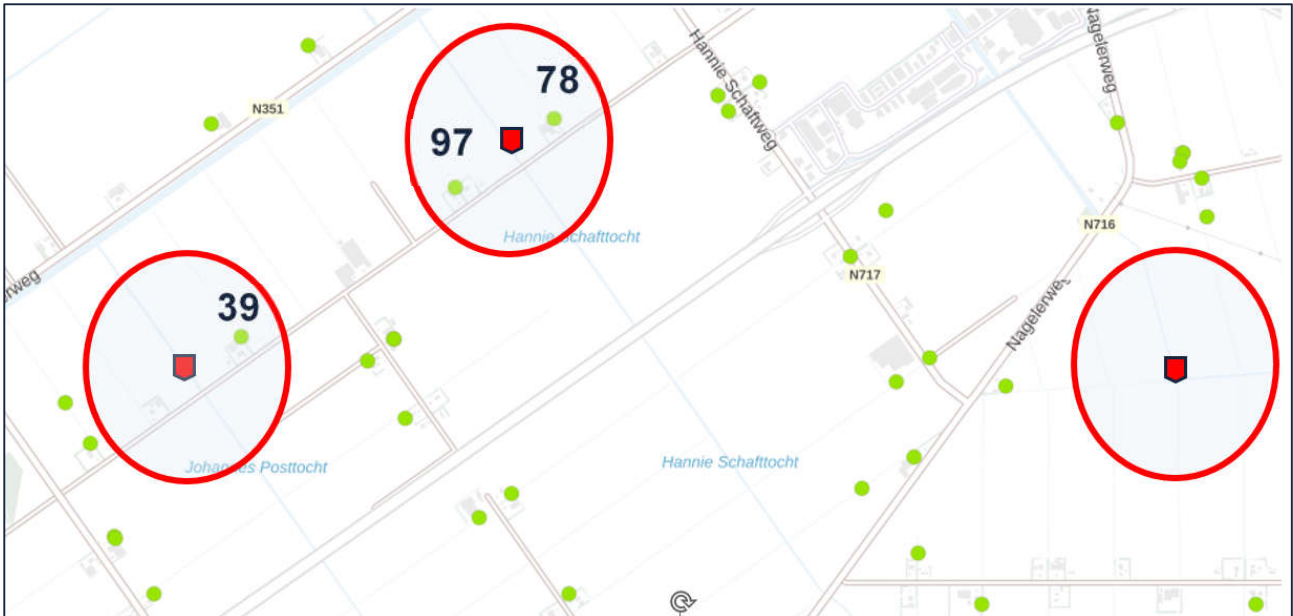 Nagelerweg
Hannie Schaftweg
78
N351
97
N716
Hannie Schafttocht
N717
erweg
39
Nagelerweg
Johannes Posttocht
Hannie Schafttocht